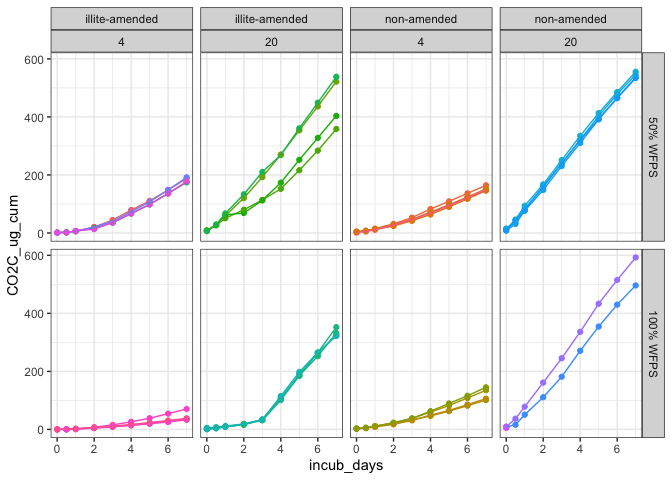 illite-amended illite-amended non-amended non-amended
4 20 4 20
600
400
200
0
50% WFPS
600
400
200
0
100% WFPS
CO2C_ug_cum
0 2 4 6 0 2 4 6 0 2 4 6 0 2 4 6
incub_days